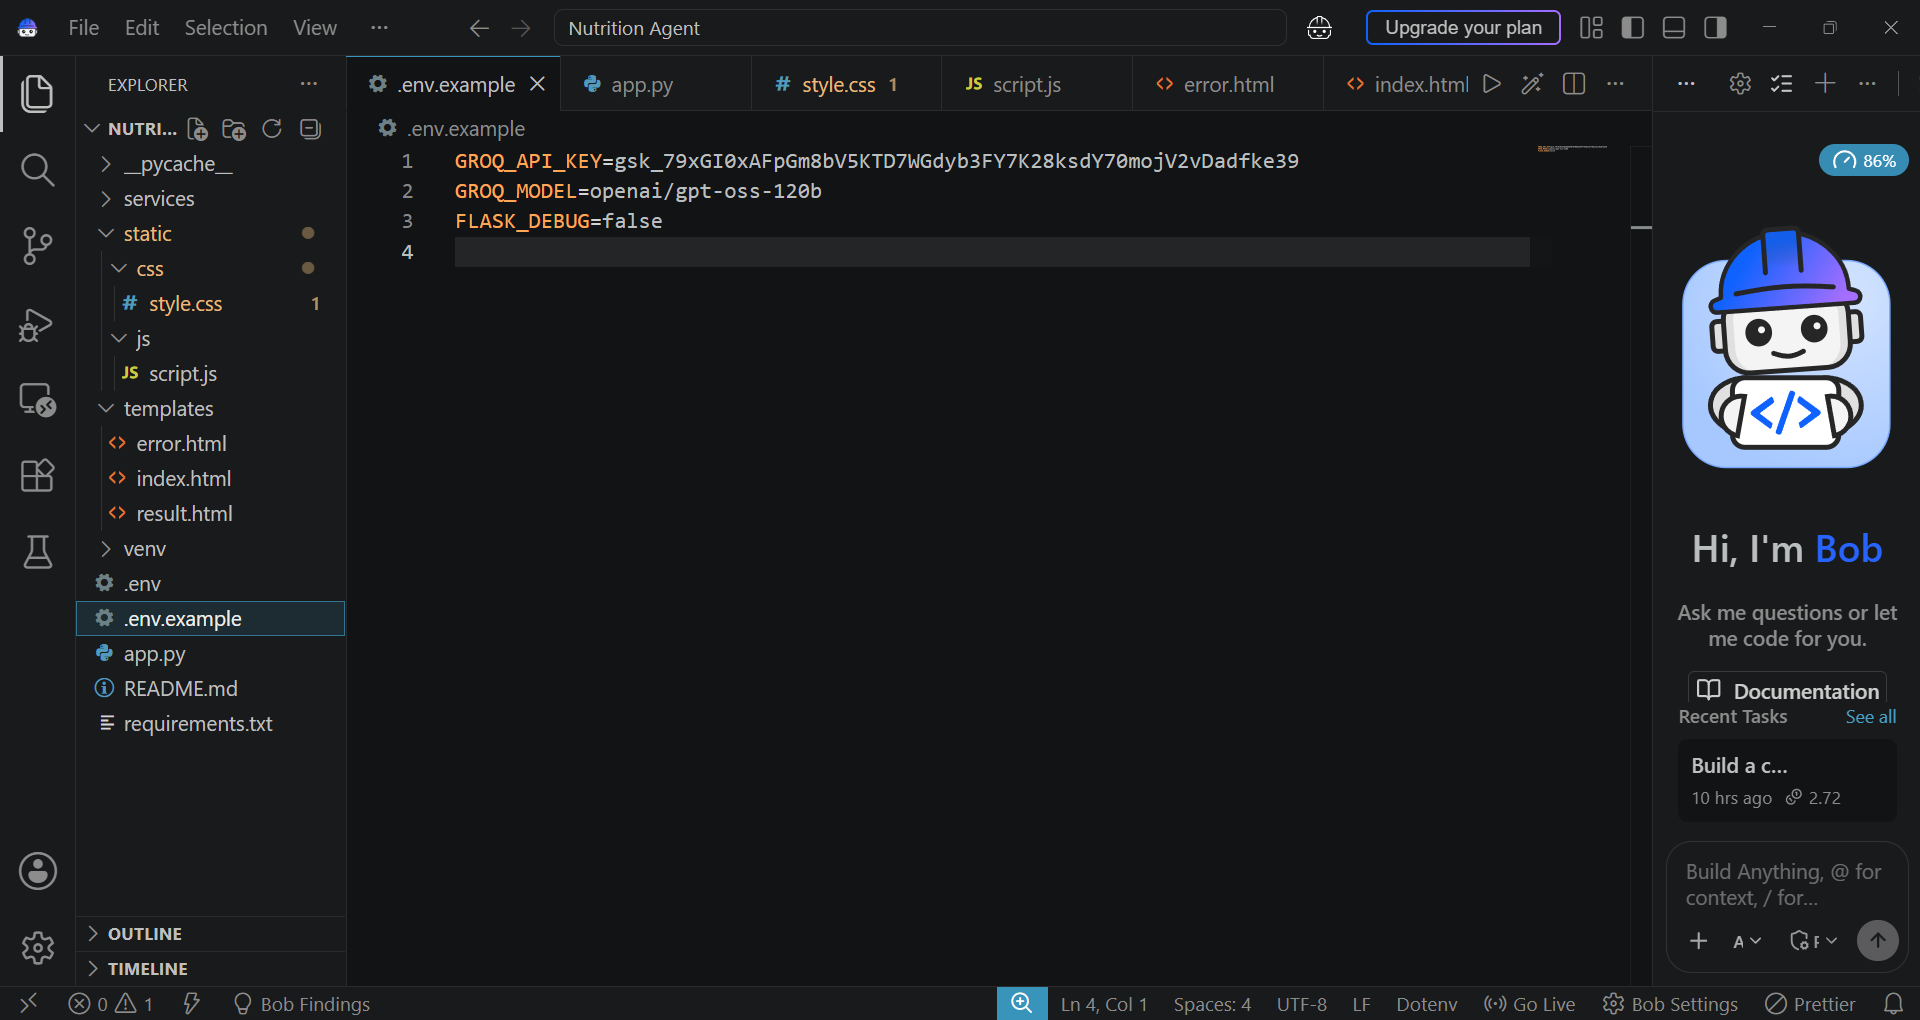 File Edit Selection View
Nutrition Agent
Upgrade your plan
EXPLORER
NUTRI...
__pycache__
services
static
css
style.css 1
js
script.js
templates
error.html
index.html
result.html
venv
.env
.env.example
app.py
README.md
requirements.txt
OUTLINE
TIMELINE
.env.example
app.py
style.css 1
script.js
error.html
index.html
.env.example
1 GROQ_API_KEY=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
2 GROQ_MODEL=openai/gpt-oss-120b
3 FLASK_DEBUG=false
4
86%
Hi, I'm Bob
Ask me questions or let
me code for you.
Documentation
Recent Tasks See all
Build a c...
10 hrs ago 2.72
Build Anything, @ for
context, / for...
A
0 1 Bob Findings
Ln 4, Col 1 Spaces: 4 UTF-8 LF Dotenv Go Live Bob Settings Prettier